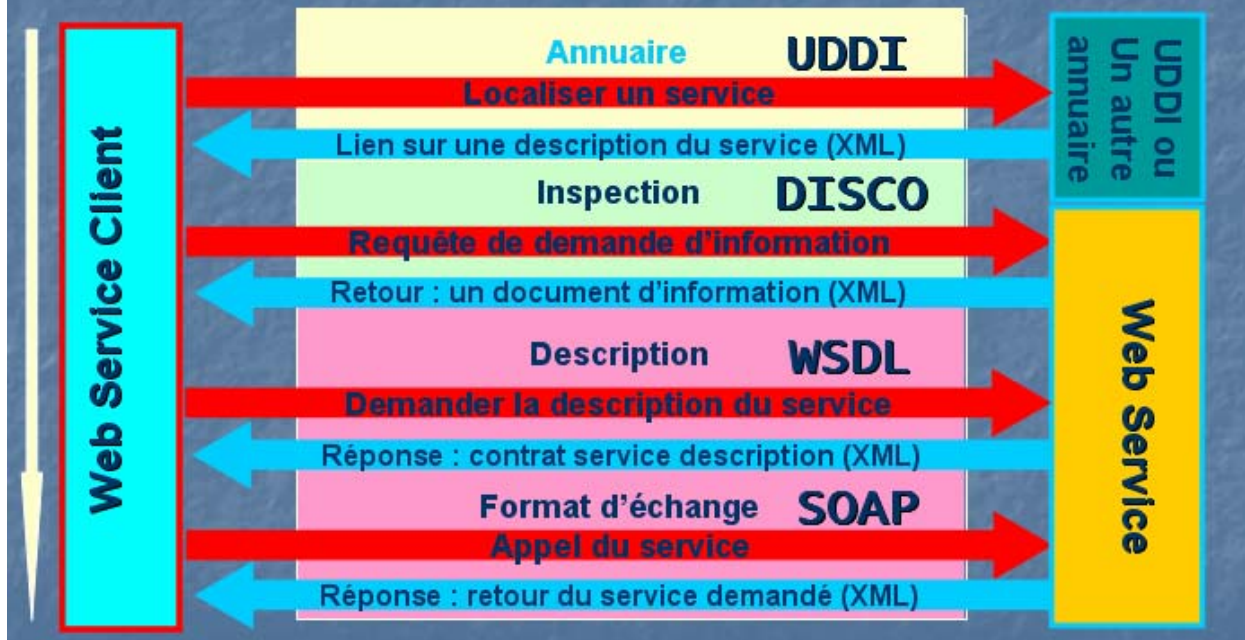 Web Service Client
Annuaire UDDI
Localiser un service
Lien sur une description du service (XML)
UDDI ou
Un autre
annuaire
Inspection DISCO
Requête de demande d'information
Retour : un document d'information (XML)
Description WSDL
Demander la description du service
Réponse : contrat service description (XML)
Format d'échange SOAP
Appel du service
Réponse : retour du service demandé (XML)
Web Service